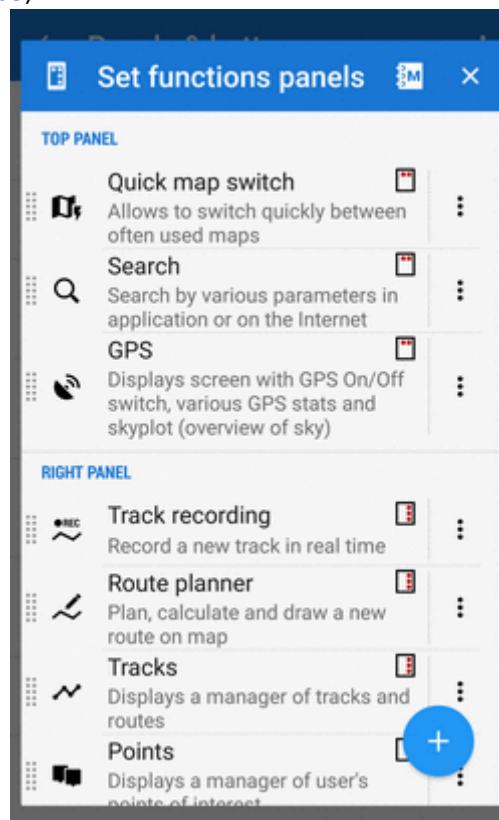 Set functions panels
TOP PANEL
Quick map switch
Allows to switch quickly between
often used maps
Search
Search by various parameters in
application or on the Internet
GPS
Displays screen with GPS On/Off
switch, various GPS stats and
skyplot (overview of sky)
RIGHT PANEL
Track recording
REC
Record a new track in real time
Route planner
Plan, calculate and draw a new
route on map
Tracks
Displays a manager of tracks and
routes
Points
Displays a manager of user's
points of interest